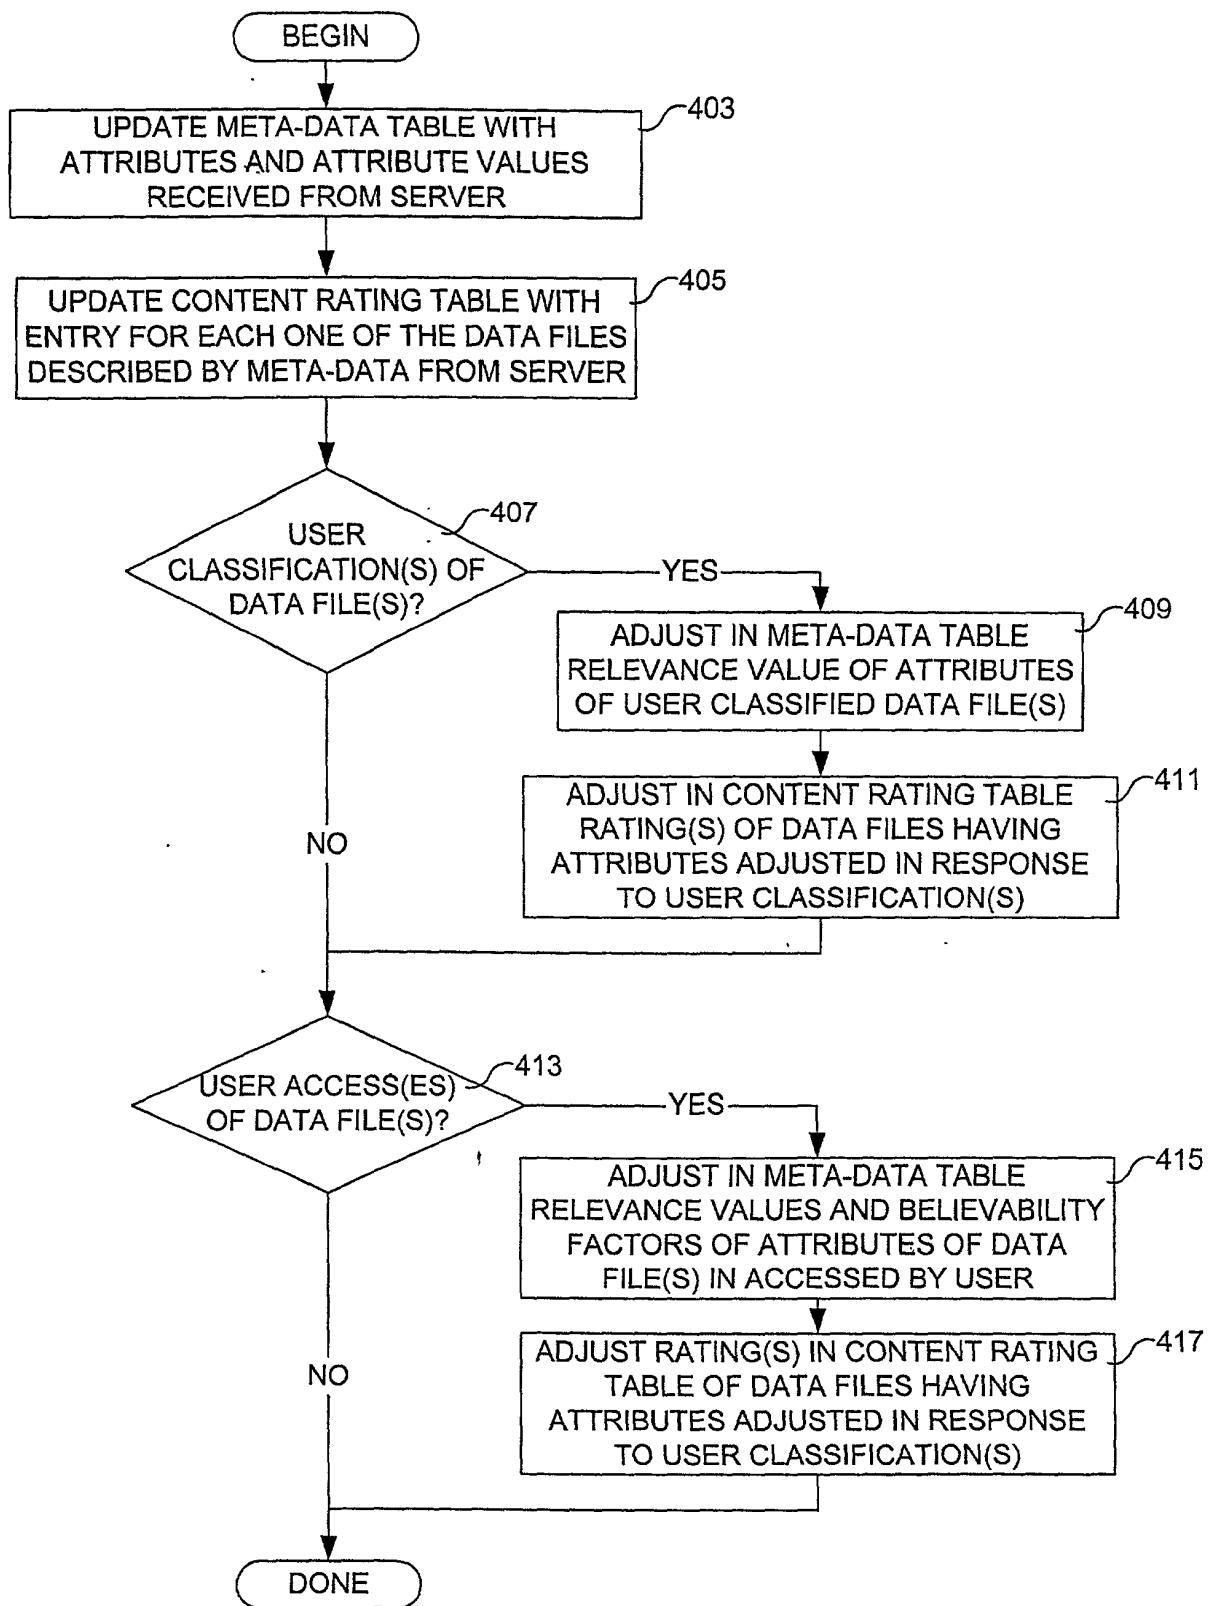 BEGIN
403
UPDATE META-DATA TABLE WITH
ATTRIBUTES AND ATTRIBUTE VALUES
RECEIVED FROM SERVER
405
UPDATE CONTENT RATING TABLE WITH
ENTRY FOR EACH ONE OF THE DATA FILES
DESCRIBED BY META-DATA FROM SERVER
407
USER
CLASSIFICATION(S) OF
DATA FILE(S)?
YES
409
ADJUST IN META-DATA TABLE
RELEVANCE VALUE OF ATTRIBUTES
OF USER CLASSIFIED DATA FILE(S)
411
ADJUST IN CONTENT RATING TABLE
RATING(S) OF DATA FILES HAVING
ATTRIBUTES ADJUSTED IN RESPONSE
TO USER CLASSIFICATION(S)
NO
413
USER ACCESS(ES)
OF DATA FILE(S)?
YES
415
ADJUST IN META-DATA TABLE
RELEVANCE VALUES AND BELIEVABILITY
FACTORS OF ATTRIBUTES OF DATA
FILE(S) IN ACCESSED BY USER
417
ADJUST RATING(S) IN CONTENT RATING
TABLE OF DATA FILES HAVING
ATTRIBUTES ADJUSTED IN RESPONSE
TO USER CLASSIFICATION(S)
NO
DONE